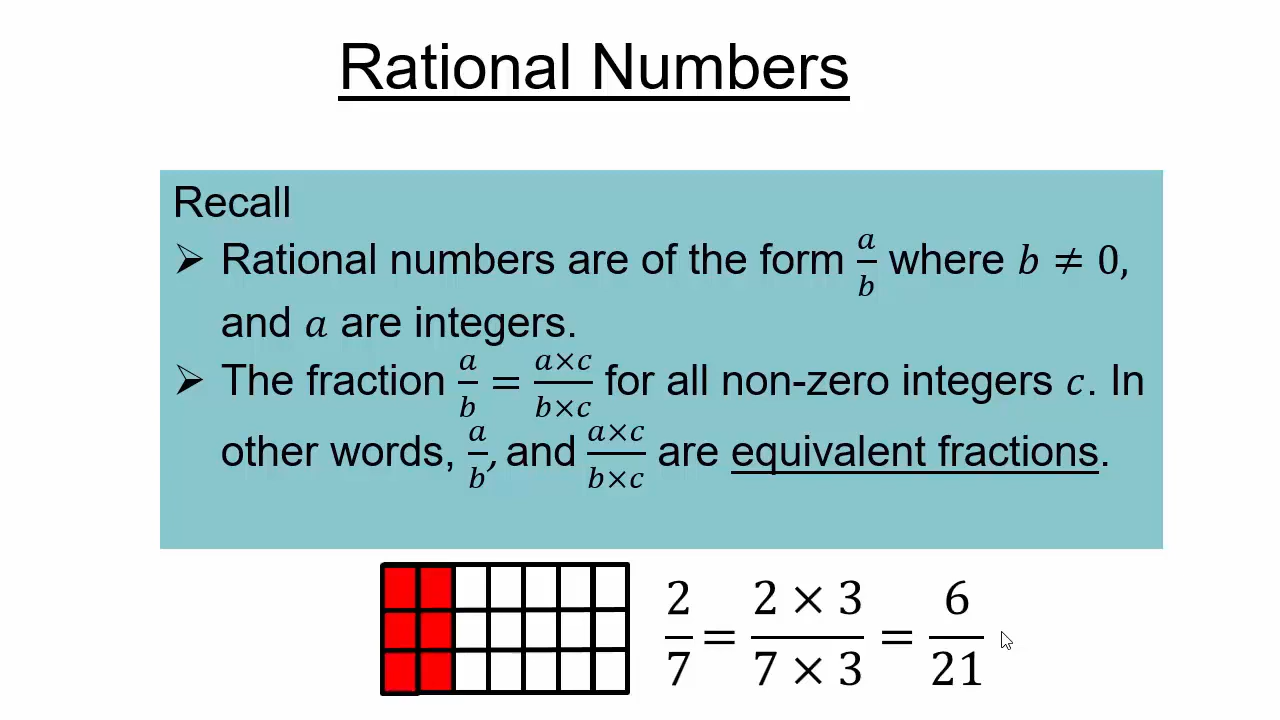 Rational Numbers
Recall
➢ Rational numbers are of the form a/b where b ≠ 0,
and a are integers.
➢ The fraction a/b = a×c/b×c for all non-zero integers c. In
other words, a/b, and a×c/b×c are equivalent fractions.
2/7 = 2 × 3/7 × 3 = 6/21